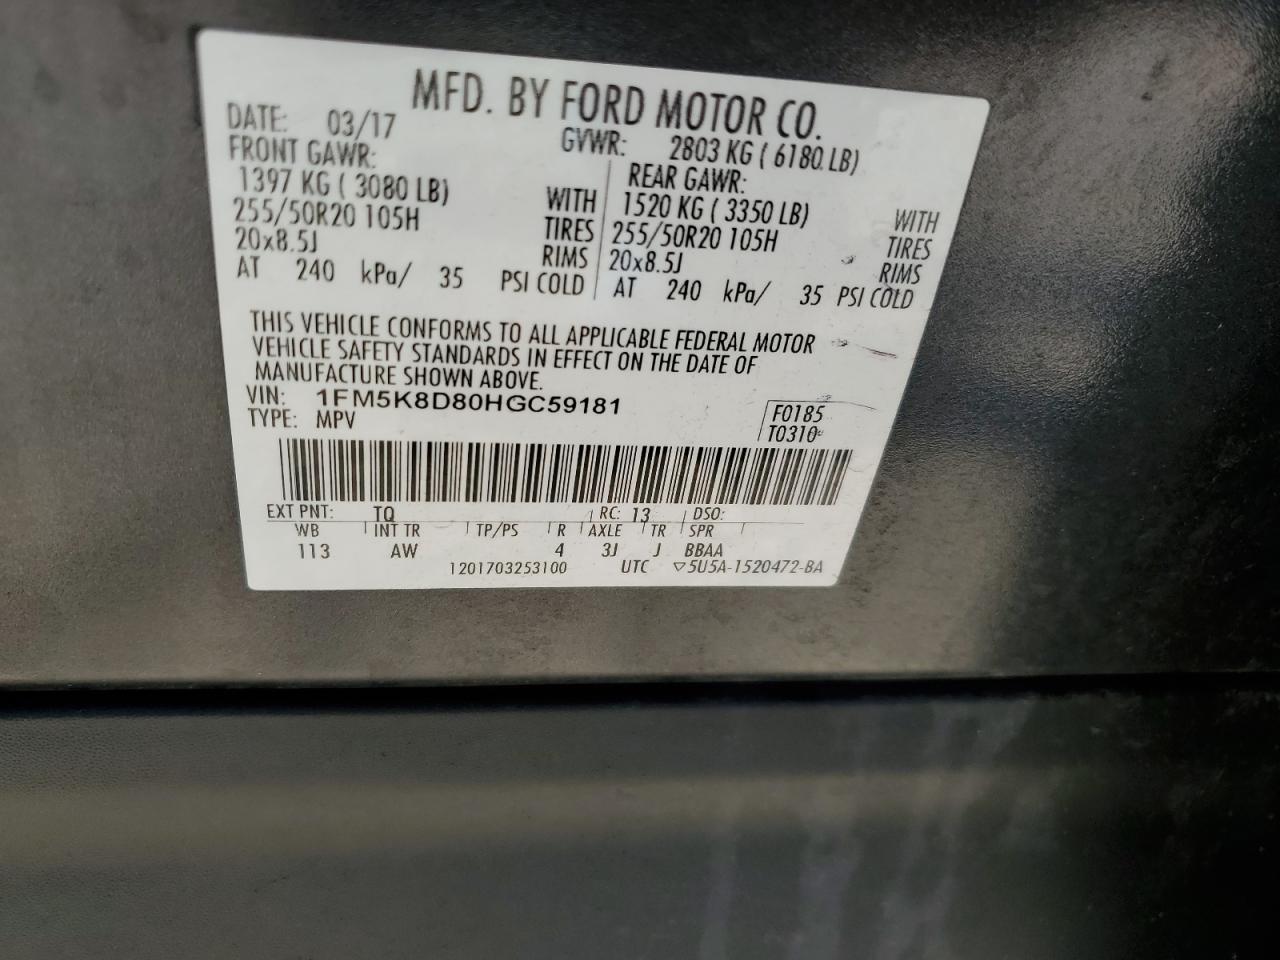 MFD. BY FORD MOTOR CO.
DATE: 03/17 GVWR: 2803 KG ( 6180 LB)
FRONT GAWR: REAR GAWR:
1397 KG ( 3080 LB) WITH 1520 KG ( 3350 LB) WITH
255/50R20 105H TIRES 255/50R20 105H TIRES
20x8.5J RIMS 20x8.5J RIMS
AT 240 kPa/ 35 PSI COLD AT 240 kPa/ 35 PSI COLD
THIS VEHICLE CONFORMS TO ALL APPLICABLE FEDERAL MOTOR
VEHICLE SAFETY STANDARDS IN EFFECT ON THE DATE OF
MANUFACTURE SHOWN ABOVE.
VIN: 1FM5K8D80HGC59181
TYPE: MPV
F0185
T0310
EXT PNT: TQ RC: 13 DSO:
WB INT TR TP/PS R AXLE TR SPR
113 AW 4 3J J BBAA
1201703253100 UTC ▽5U5A-1520472-BA